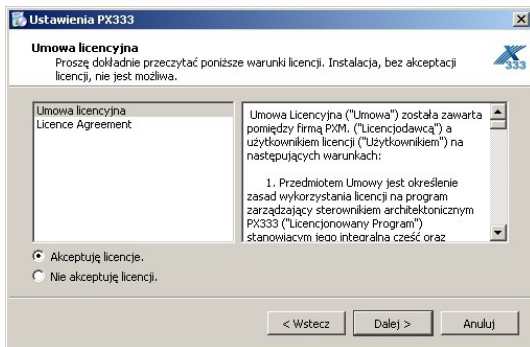 Ustawienia PX333
Umowa licencyjna
Proszę dokładnie przeczytać poniższe warunki licencji. Instalacja, bez akceptacji
licencji, nie jest możliwa.
X
333
Umowa licencyjna
Licence Agreement
Umowa Licencyjna ("Umowa") została zawarta
pomiędzy firmą PXM. ("Licencjodawcą") a
użytkownikiem licencji ("Użytkownikiem") na
następujących warunkach:
1. Przedmiotem Umowy jest określenie
zasad wykorzystania licencji na program
zarządzający sterownikiem architektonicznym
PX333 ("Licencjonowany Program")
stanowiącym jego integralną część oraz
Akceptuję licencje.
Nie akceptuję licencji.
< Wstecz
Dalej >
Anuluj